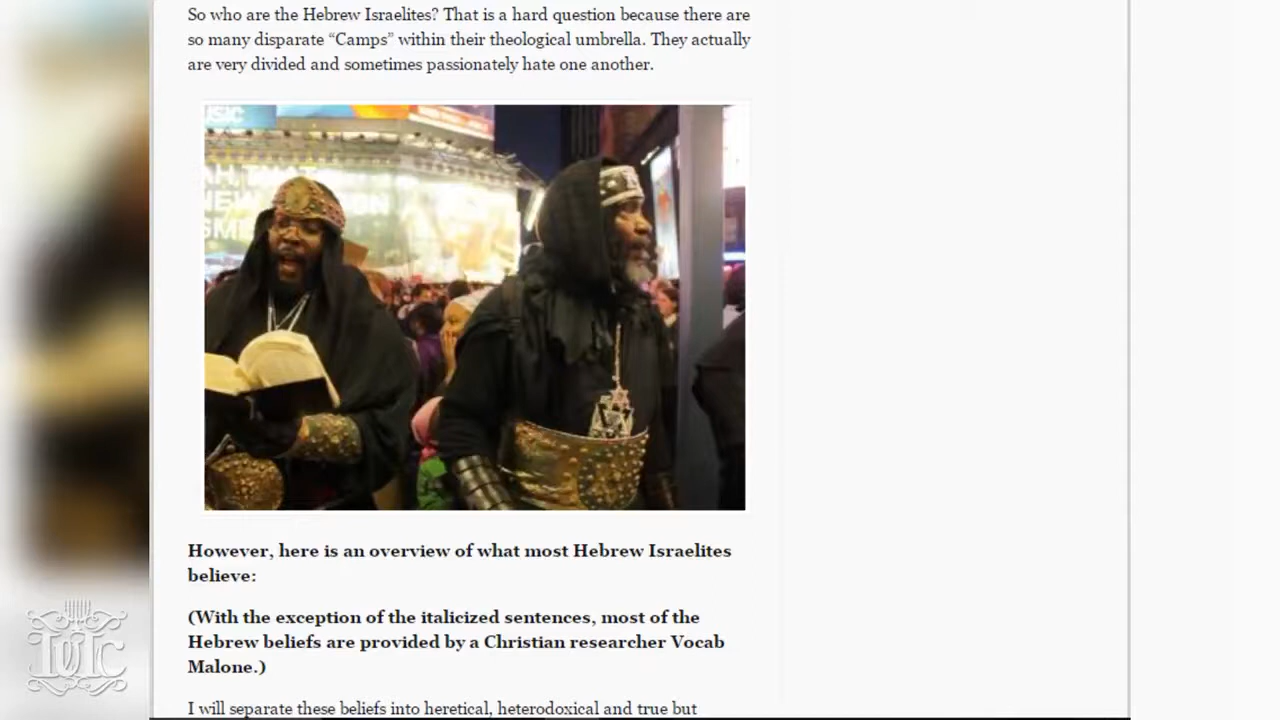 So who are the Hebrew Israelites? That is a hard question because there are
so many disparate “Camps” within their theological umbrella. They actually
are very divided and sometimes passionately hate one another.
However, here is an overview of what most Hebrew Israelites
believe:
(With the exception of the italicized sentences, most of the
Hebrew beliefs are provided by a Christian researcher Vocab
Malone.)
I will separate these beliefs into heretical, heterodoxical and true but